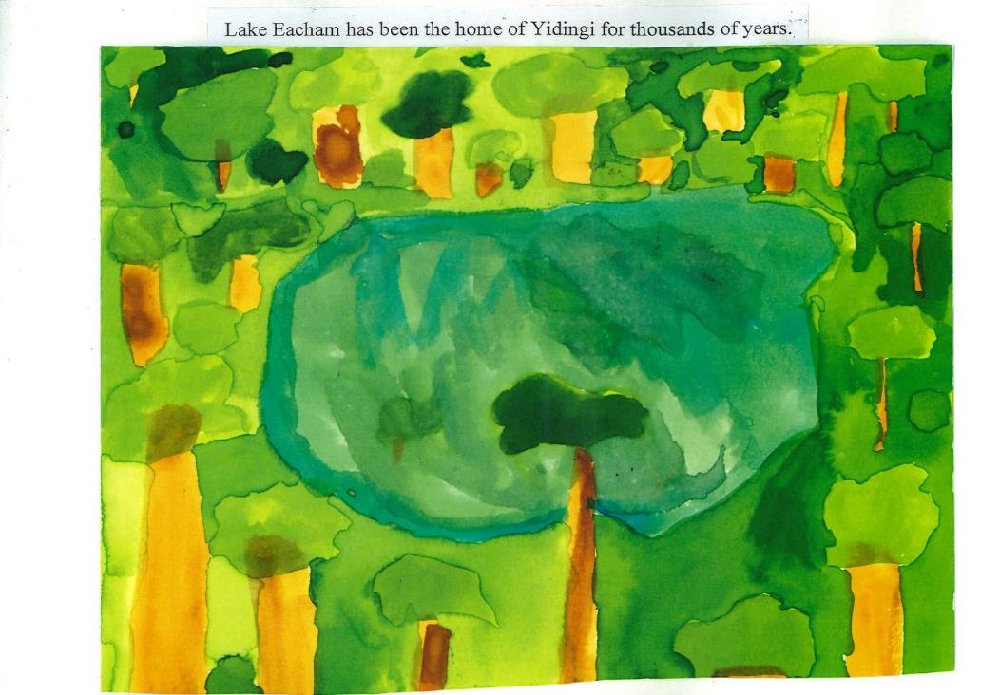 Lake Eacham has been the home of Yidingi for thousands of years.